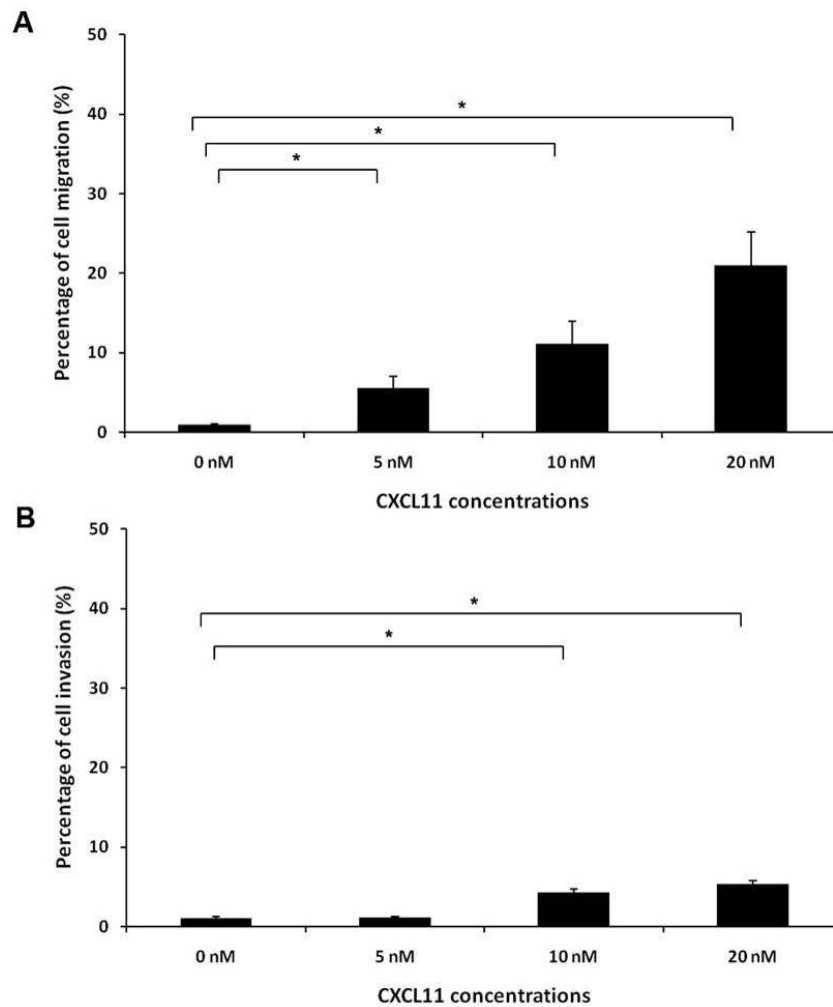 A
Percentage of cell migration (%)
50
40
30
20
10
0
*
*
*
0 nM 5 nM 10 nM 20 nM
CXCL11 concentrations
B
Percentage of cell invasion (%)
50
40
30
20
10
0
*
*
0 nM 5 nM 10 nM 20 nM
CXCL11 concentrations